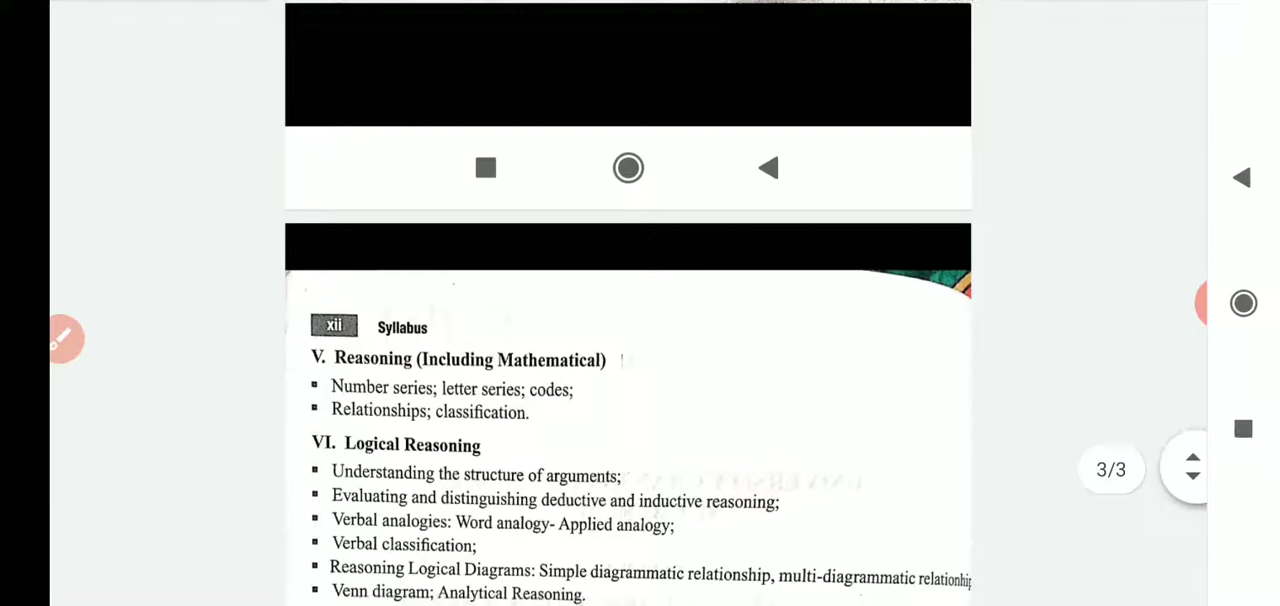 xii Syllabus
V. Reasoning (Including Mathematical)
▪ Number series; letter series; codes;
▪ Relationships; classification.
VI. Logical Reasoning
▪ Understanding the structure of arguments;
▪ Evaluating and distinguishing deductive and inductive reasoning;
▪ Verbal analogies: Word analogy- Applied analogy;
▪ Verbal classification;
▪ Reasoning Logical Diagrams: Simple diagrammatic relationship, multi-diagrammatic
▪ Venn diagram; Analytical Reasoning.
3/3